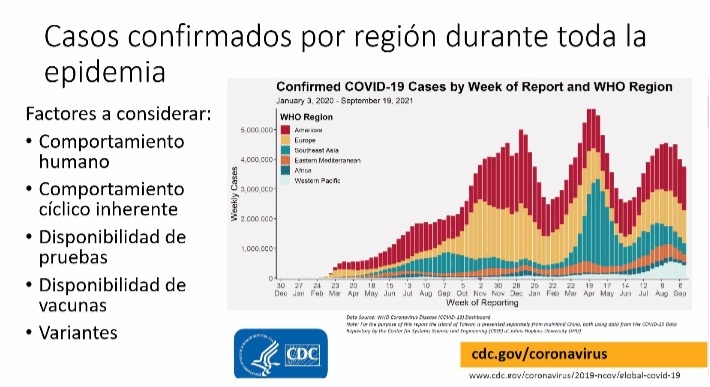 Casos confirmados por región durante toda la
epidemia
Factores a considerar:
• Comportamiento
humano
• Comportamiento
cíclico inherente
• Disponibilidad de
pruebas
• Disponibilidad de
vacunas
• Variantes
Confirmed COVID-19 Cases by Week of Report and WHO Region
January 3, 2020 - September 19, 2021
WHO Region
Americas
Europe
Southeast Asia
Eastern Mediterranean
Africa
Western Pacific
Weekly Cases
5,000,000
4,000,000
3,000,000
2,000,000
1,000,000
0
30 27 24 23 20 18 15 13 10 7 5 2 30 28 25 22 22 19 17 14 12 9 6
Dec Jan Feb Mar Apr May Jun Jul Aug Sep Oct Nov Nov Dec Jan Feb Mar Apr May Jun Jul Aug Sep
Week of Reporting
Data Source: WHO Coronavirus Disease (COVID-19) Dashboard
Note: For the purpose of this report the island of Taiwan is presented separately from mainland China, both using data from the COVID-19 Data
Repository by the Center for Systems Science and Engineering (CSSE) at Johns Hopkins University (JHU)
CDC
cdc.gov/coronavirus
www.cdc.gov/coronavirus/2019-ncov/global-covid-19